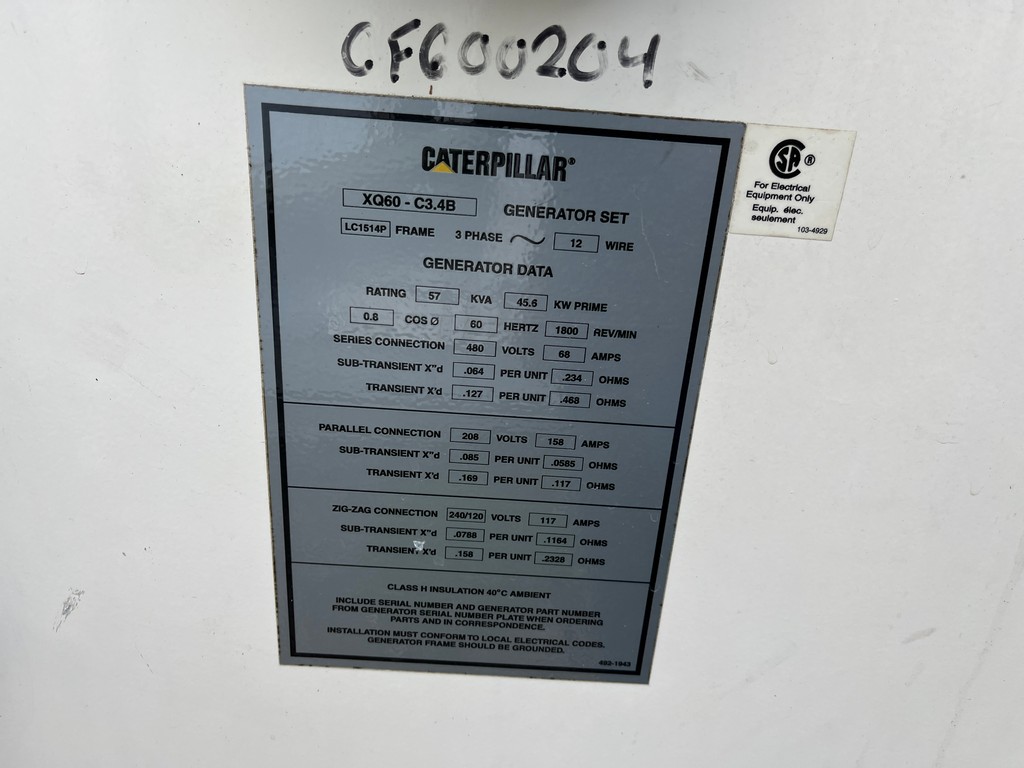 CF600204
CATERPILLAR®
XQ60 - C3.4B GENERATOR SET
LC1514P FRAME 3 PHASE ~ 12 WIRE
GENERATOR DATA
RATING 57 KVA 45.6 KW PRIME
0.8 COS Ø 60 HERTZ 1800 REV/MIN
SERIES CONNECTION 480 VOLTS 68 AMPS
SUB-TRANSIENT X"d .064 PER UNIT .234 OHMS
TRANSIENT X'd .127 PER UNIT .468 OHMS
PARALLEL CONNECTION 208 VOLTS 158 AMPS
SUB-TRANSIENT X"d .085 PER UNIT .0585 OHMS
TRANSIENT X'd .169 PER UNIT .117 OHMS
ZIG-ZAG CONNECTION 240/120 VOLTS 117 AMPS
SUB-TRANSIENT X"d .0788 PER UNIT .1164 OHMS
TRANSIENT X'd .158 PER UNIT .2328 OHMS
CLASS H INSULATION 40°C AMBIENT
INCLUDE SERIAL NUMBER AND GENERATOR PART NUMBER
FROM GENERATOR SERIAL NUMBER PLATE WHEN ORDERING
PARTS AND IN CORRESPONDENCE.
INSTALLATION MUST CONFORM TO LOCAL ELECTRICAL CODES.
GENERATOR FRAME SHOULD BE GROUNDED.
493-1943
SA ®
For Electrical
Equipment Only
Equip. élec.
seulement
103-4929